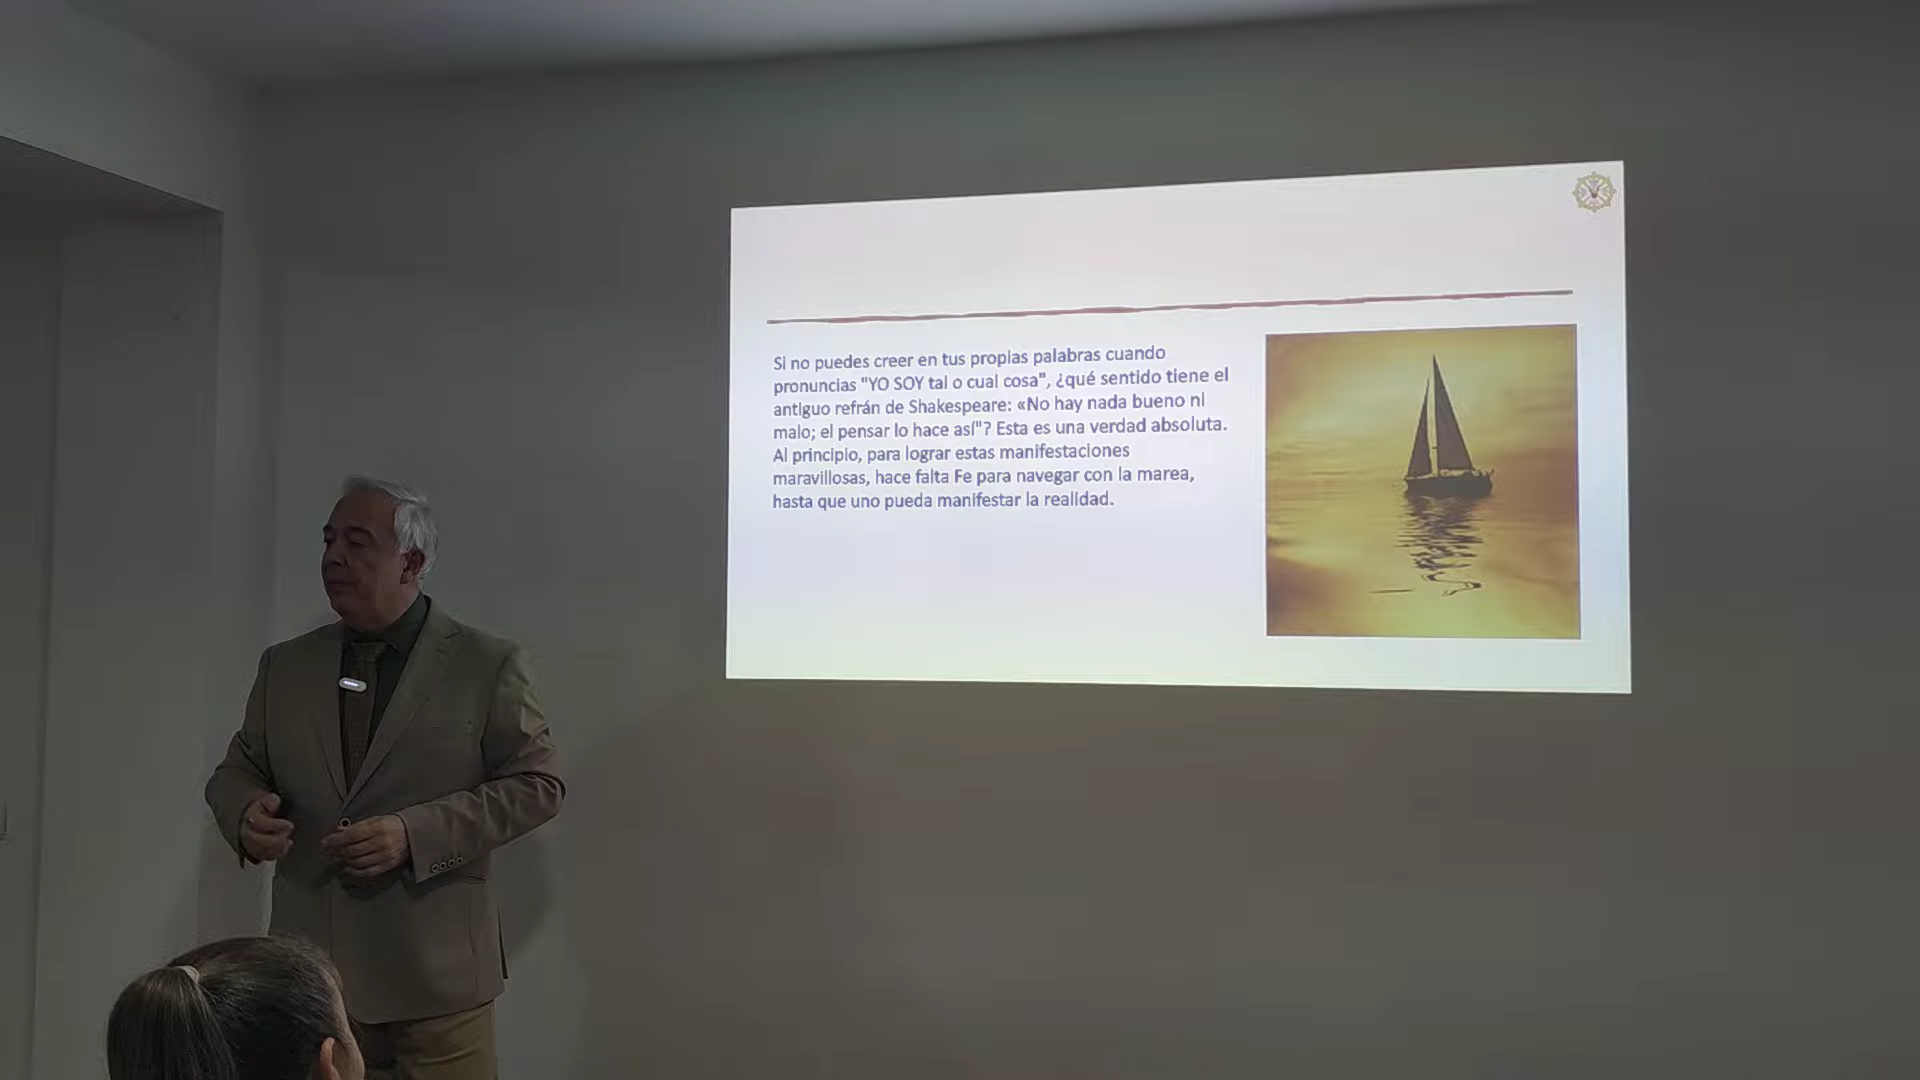 Si no puedes creer en tus propias palabras cuando
pronuncias "YO SOY tal o cual cosa", ¿qué sentido tiene el
antiguo refrán de Shakespeare: «No hay nada bueno ni
malo; el pensar lo hace así"? Esta es una verdad absoluta.
Al principio, para lograr estas manifestaciones
maravillosas, hace falta Fe para navegar con la marea,
hasta que uno pueda manifestar la realidad.